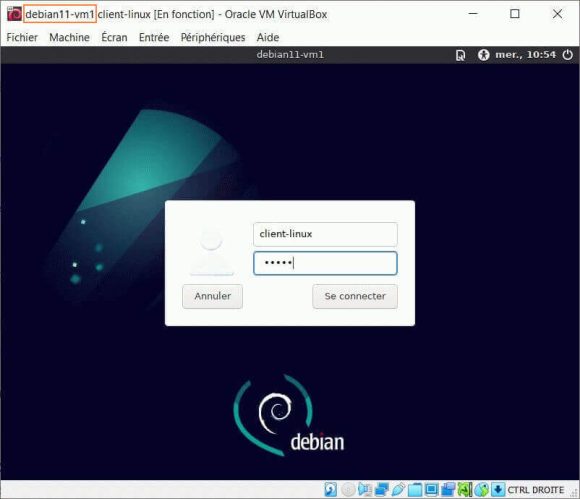 debian11-vm1 client-linux [En fonction] - Oracle VM VirtualBox
Fichier Machine Écran Entrée Périphériques Aide
debian11-vm1 mer., 10:54
client-linux
•••••
Annuler Se connecter
debian
CTRL DROITE